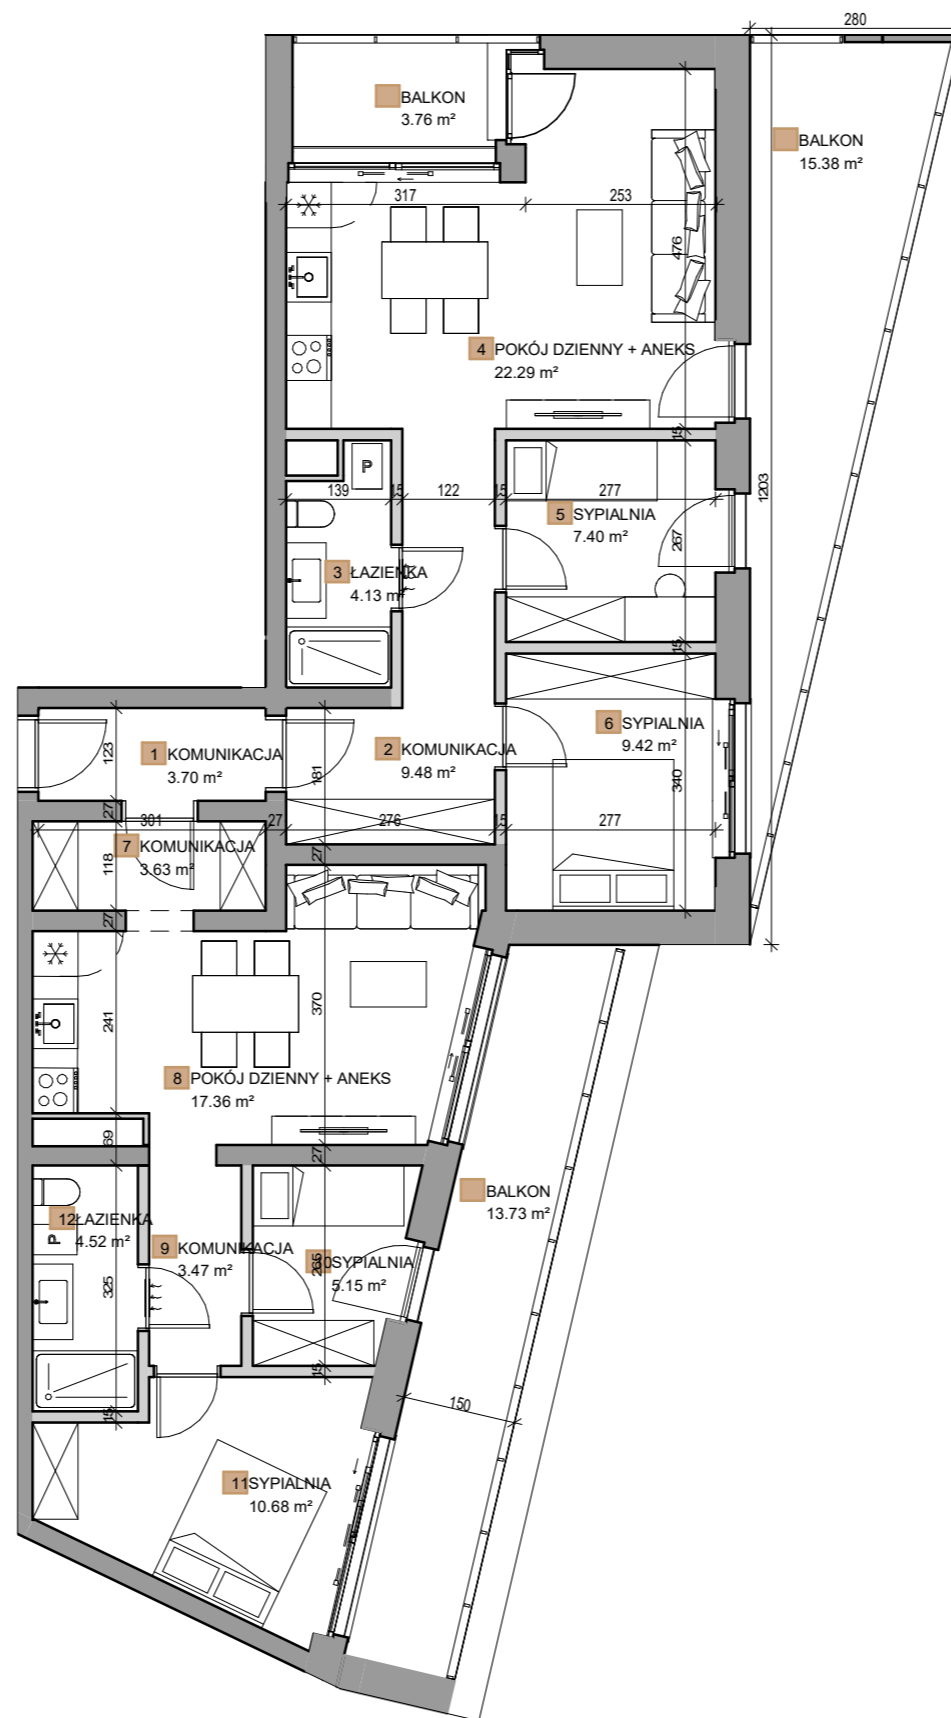 280
BALKON
3.76 m²
BALKON
15.38 m²
317
253
476
4 POKÓJ DZIENNY + ANEKS
22.29 m²
15
P
139
15
122
15
277
1203
5 SYPIALNIA
7.40 m²
267
3 ŁAZIENKA
4.13 m²
15
6 SYPIALNIA
9.42 m²
340
2 KOMUNIKACJA
9.48 m²
181
1 KOMUNIKACJA
3.70 m²
123
27
301
27
276
15
277
7 KOMUNIKACJA
3.63 m²
118
27
27
241
370
8 POKÓJ DZIENNY + ANEKS
17.36 m²
69
27
BALKON
13.73 m²
12 ŁAZIENKA
4.52 m²
P
9 KOMUNIKACJA
3.47 m²
10 SYPIALNIA
5.15 m²
265
325
15
15
150
11 SYPIALNIA
10.68 m²